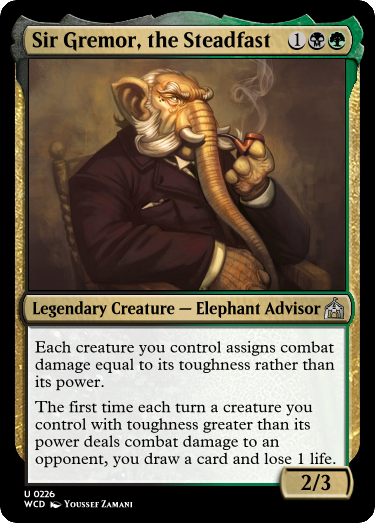 Sir Gremor, the Steadfast 1
Legendary Creature — Elephant Advisor
Each creature you control assigns combat
damage equal to its toughness rather than
its power.
The first time each turn a creature you
control with toughness greater than its
power deals combat damage to an
opponent, you draw a card and lose 1 life.
2/3
U 0226
WCD Youssef Zamani